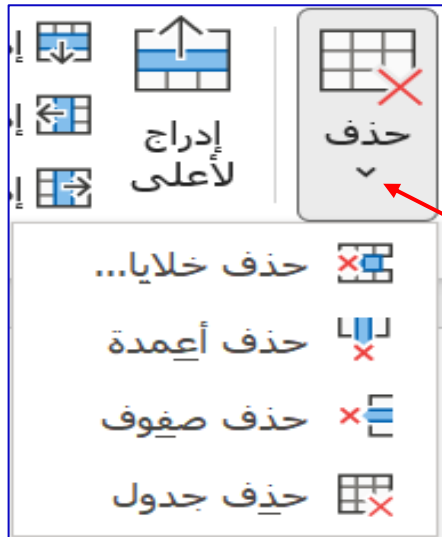 حذف
إدراج
لأعلى
حذف خلايا...
حذف أعمدة
حذف صفوف
حذف جدول